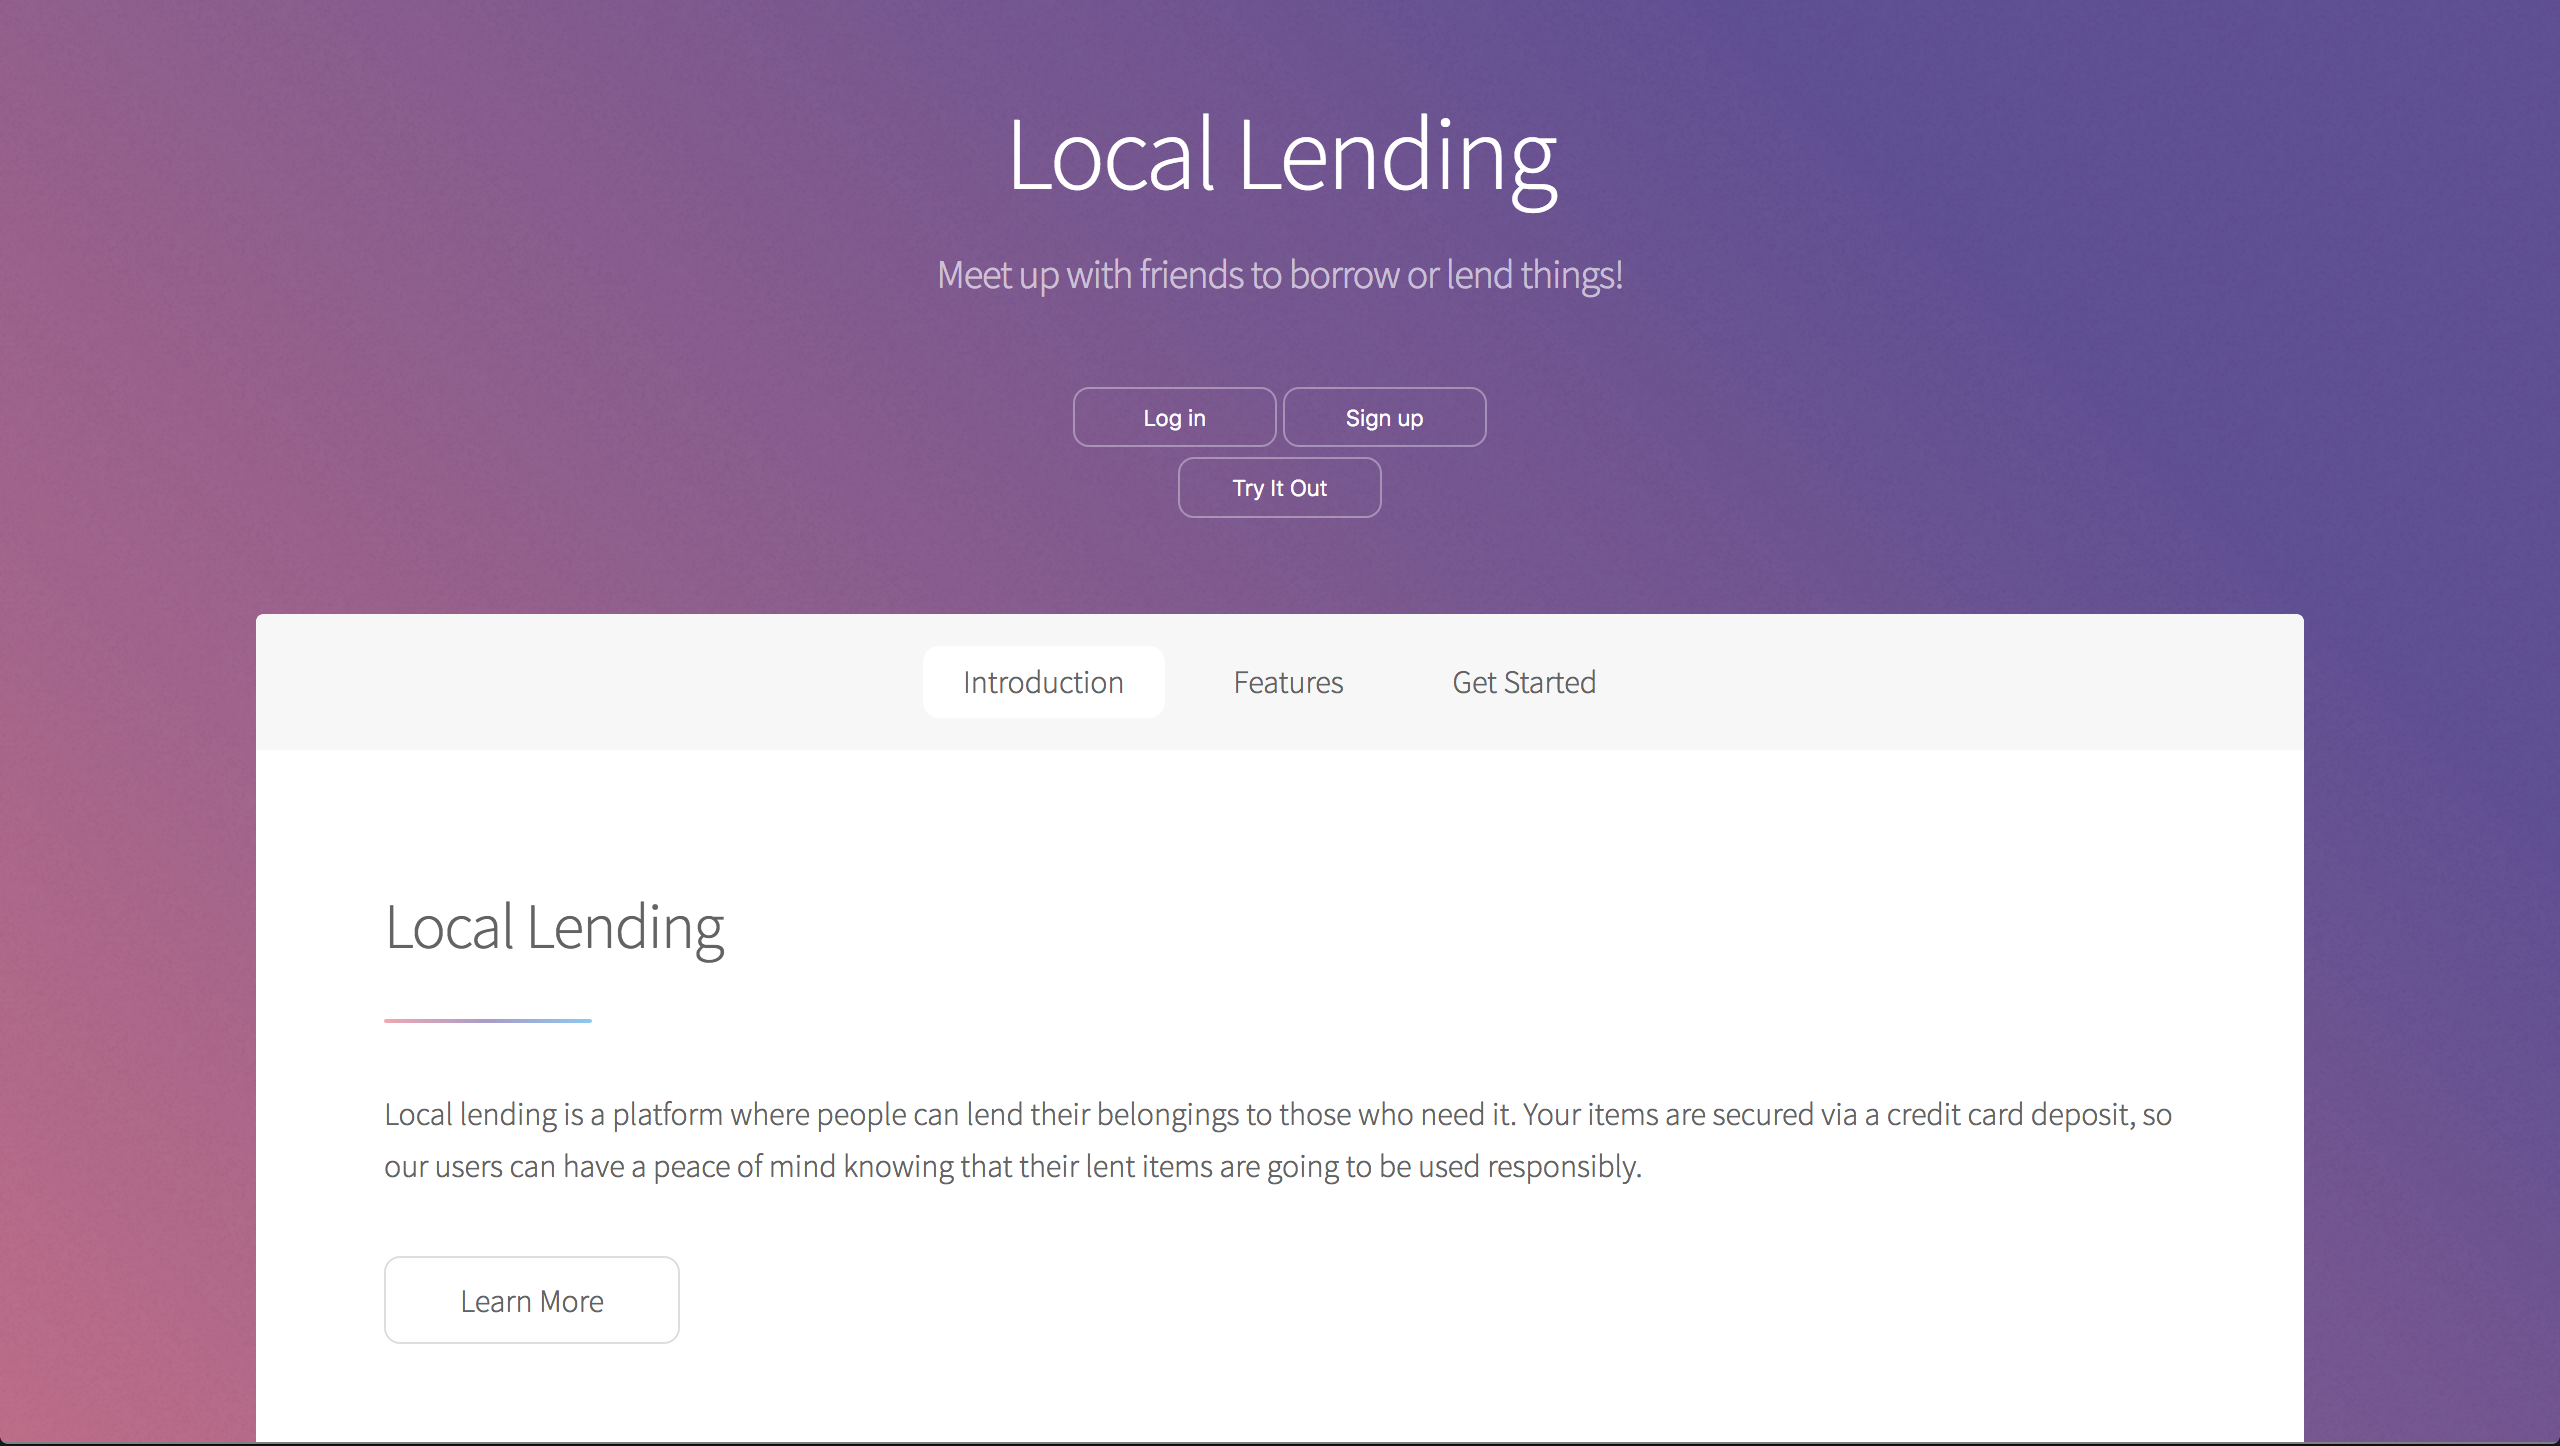 Local Lending
Meet up with friends to borrow or lend things!
Log in
Sign up
Try It Out
Introduction
Features
Get Started
Local Lending
Local lending is a platform where people can lend their belongings to those who need it. Your items are secured via a credit card deposit, so
our users can have a peace of mind knowing that their lent items are going to be used responsibly.
Learn More